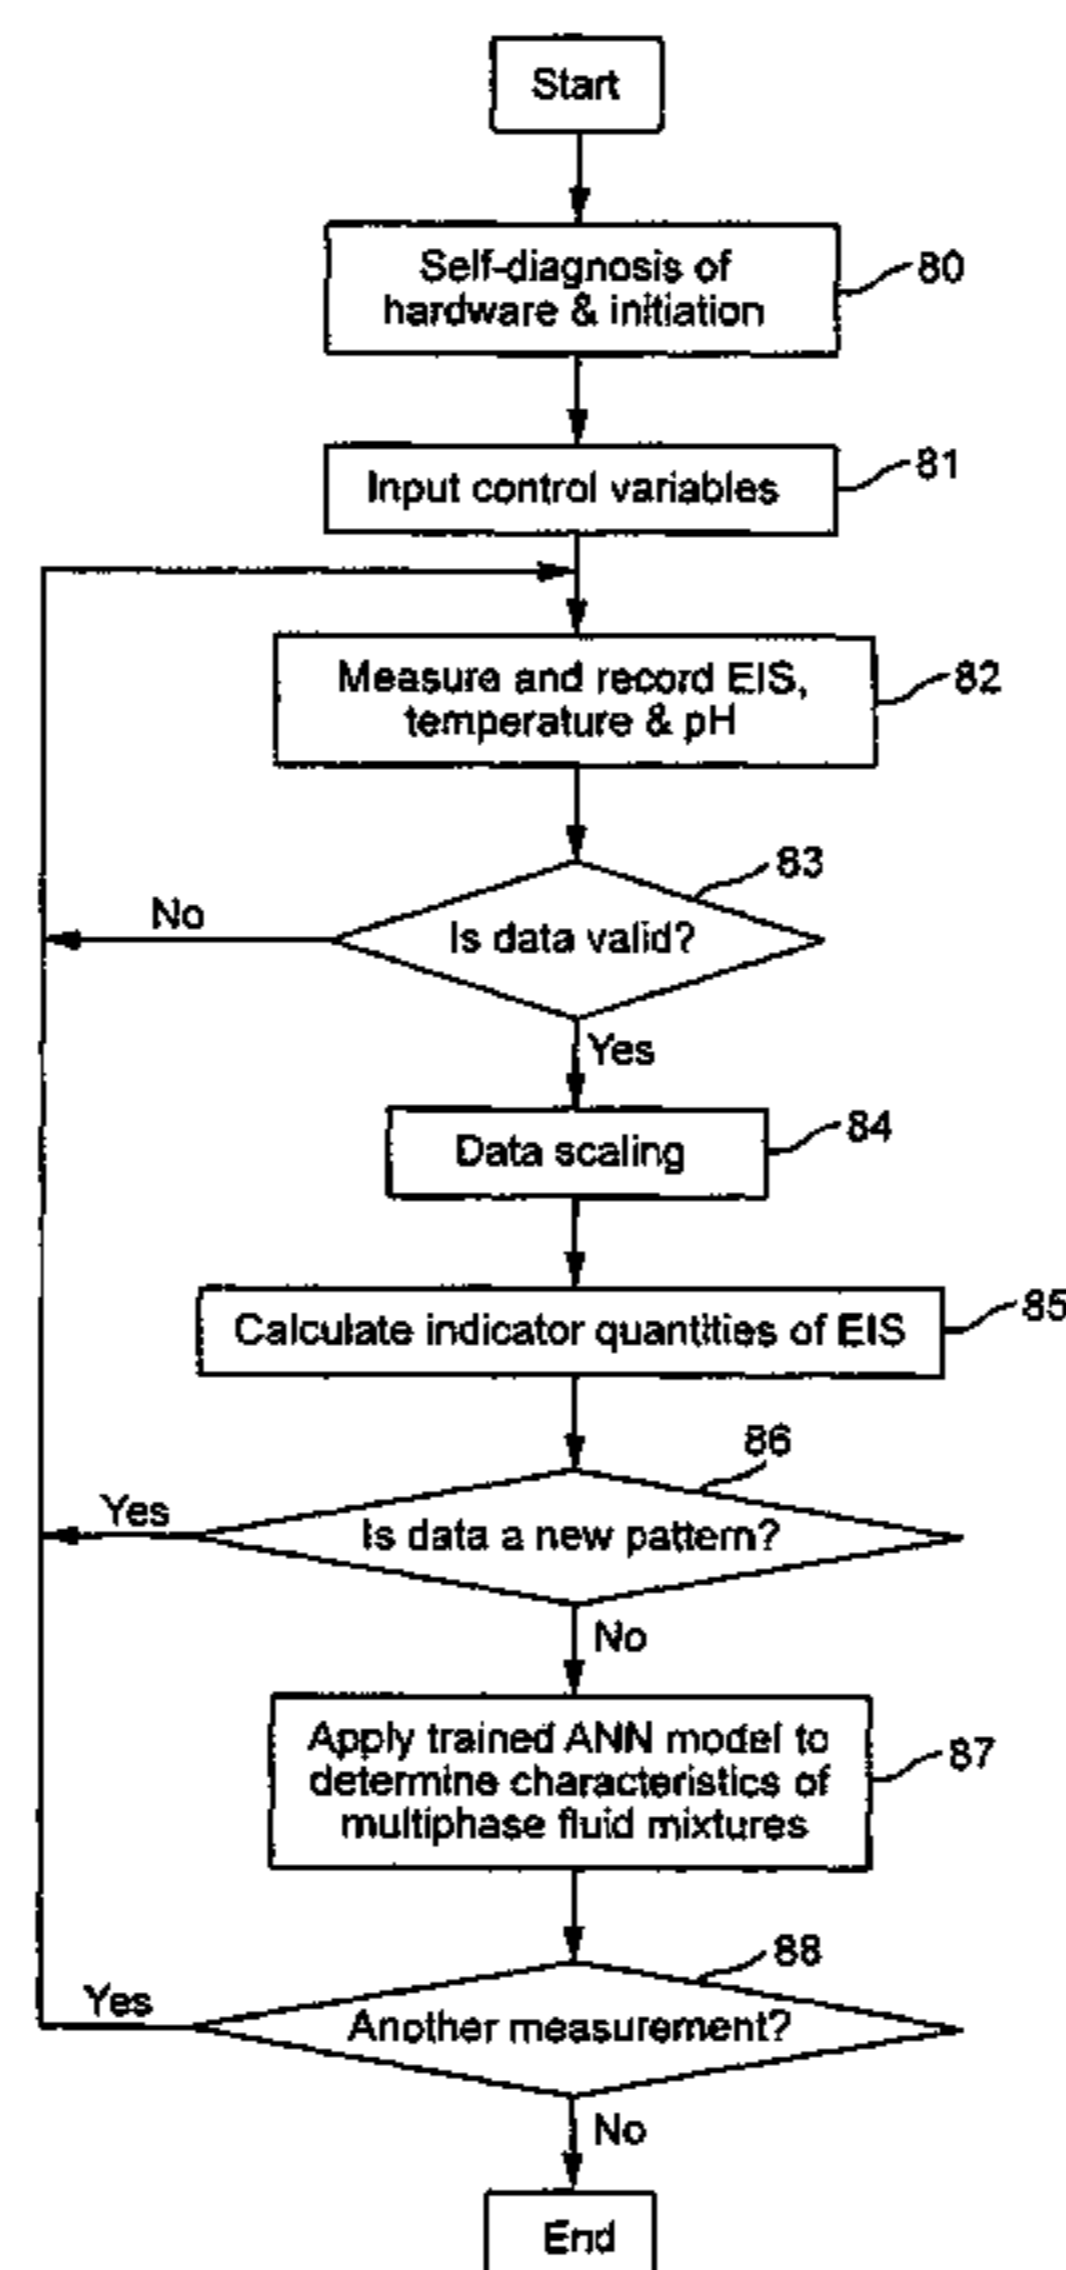 Start
Self-diagnosis of
hardware & initiation
80
Input control variables
81
Measure and record EIS,
temperature & pH
82
Is data valid?
83
No
Yes
Data scaling
84
Calculate indicator quantities of EIS
85
Is data a new pattern?
86
Yes
No
Apply trained ANN model to
determine characteristics of
multiphase fluid mixtures
87
Another measurement?
88
Yes
No
End